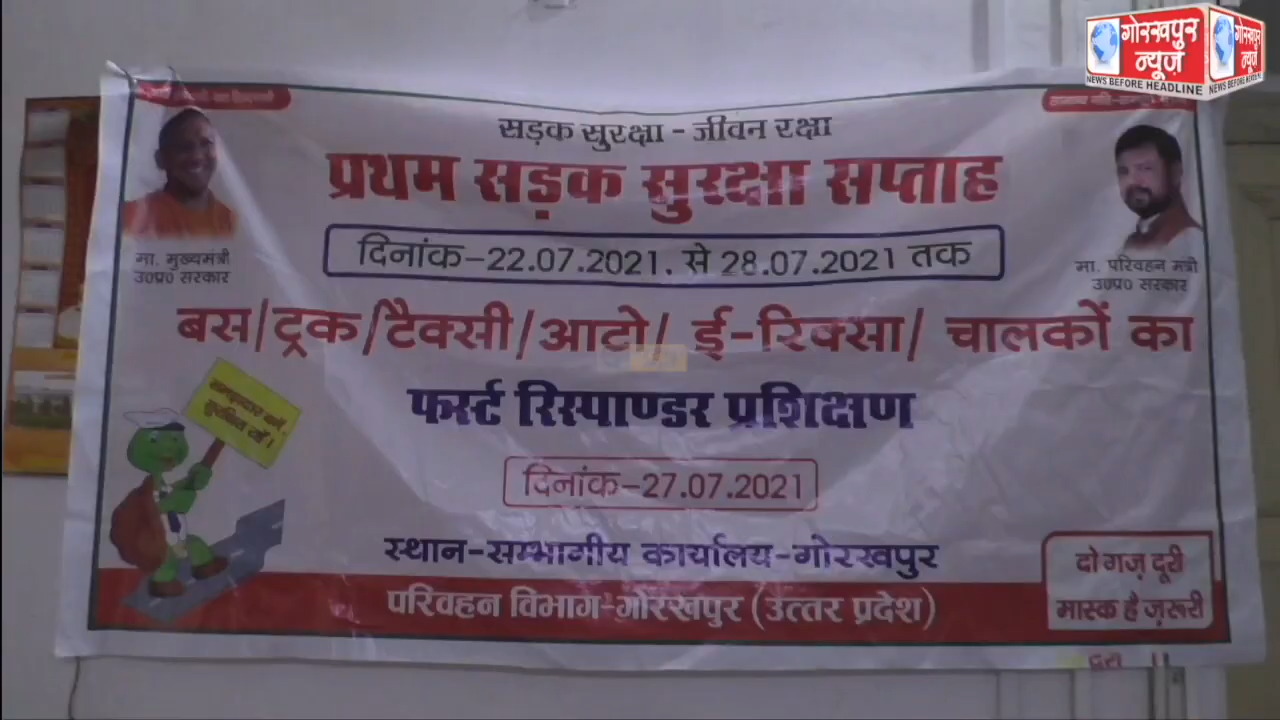 गोरखपुर
न्यूज़
NEWS BEFORE HEADLINE
सड़क सुरक्षा - जीवन रक्षा
प्रथम सड़क सुरक्षा सप्ताह
दिनांक-22.07.2021. से 28.07.2021 तक
मा. मुख्यमंत्री
उ०प्र० सरकार
मा. परिवहन मंत्री
उ०प्र० सरकार
बस/ट्रक/टैक्सी/आटो/ ई-रिक्सा/ चालकों का
फर्स्ट रिस्पाण्डर प्रशिक्षण
दिनांक-27.07.2021
स्थान-सम्भागीय कार्यालय-गोरखपुर
परिवहन विभाग-गोरखपुर (उत्तर प्रदेश)
दो गज़ दूरी
मास्क है ज़रूरी